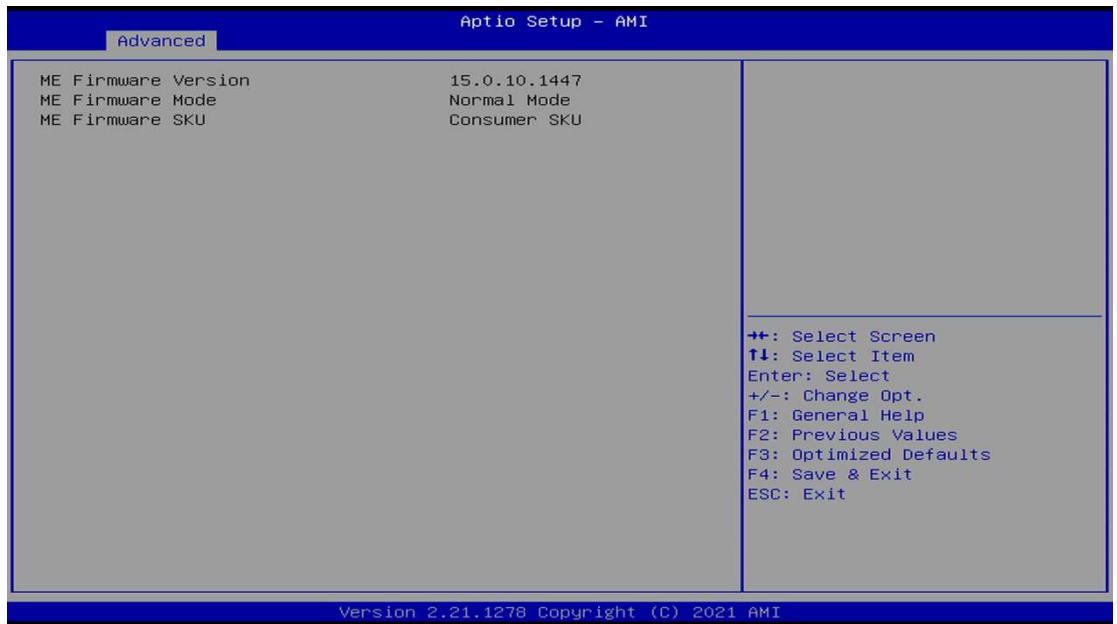 Aptio Setup – AMI
Advanced
ME Firmware Version 15.0.10.1447
ME Firmware Mode Normal Mode
ME Firmware SKU Consumer SKU
→←: Select Screen
↑↓: Select Item
Enter: Select
+/-: Change Opt.
F1: General Help
F2: Previous Values
F3: Optimized Defaults
F4: Save & Exit
ESC: Exit
Version 2.21.1278 Copyright (C) 2021 AMI